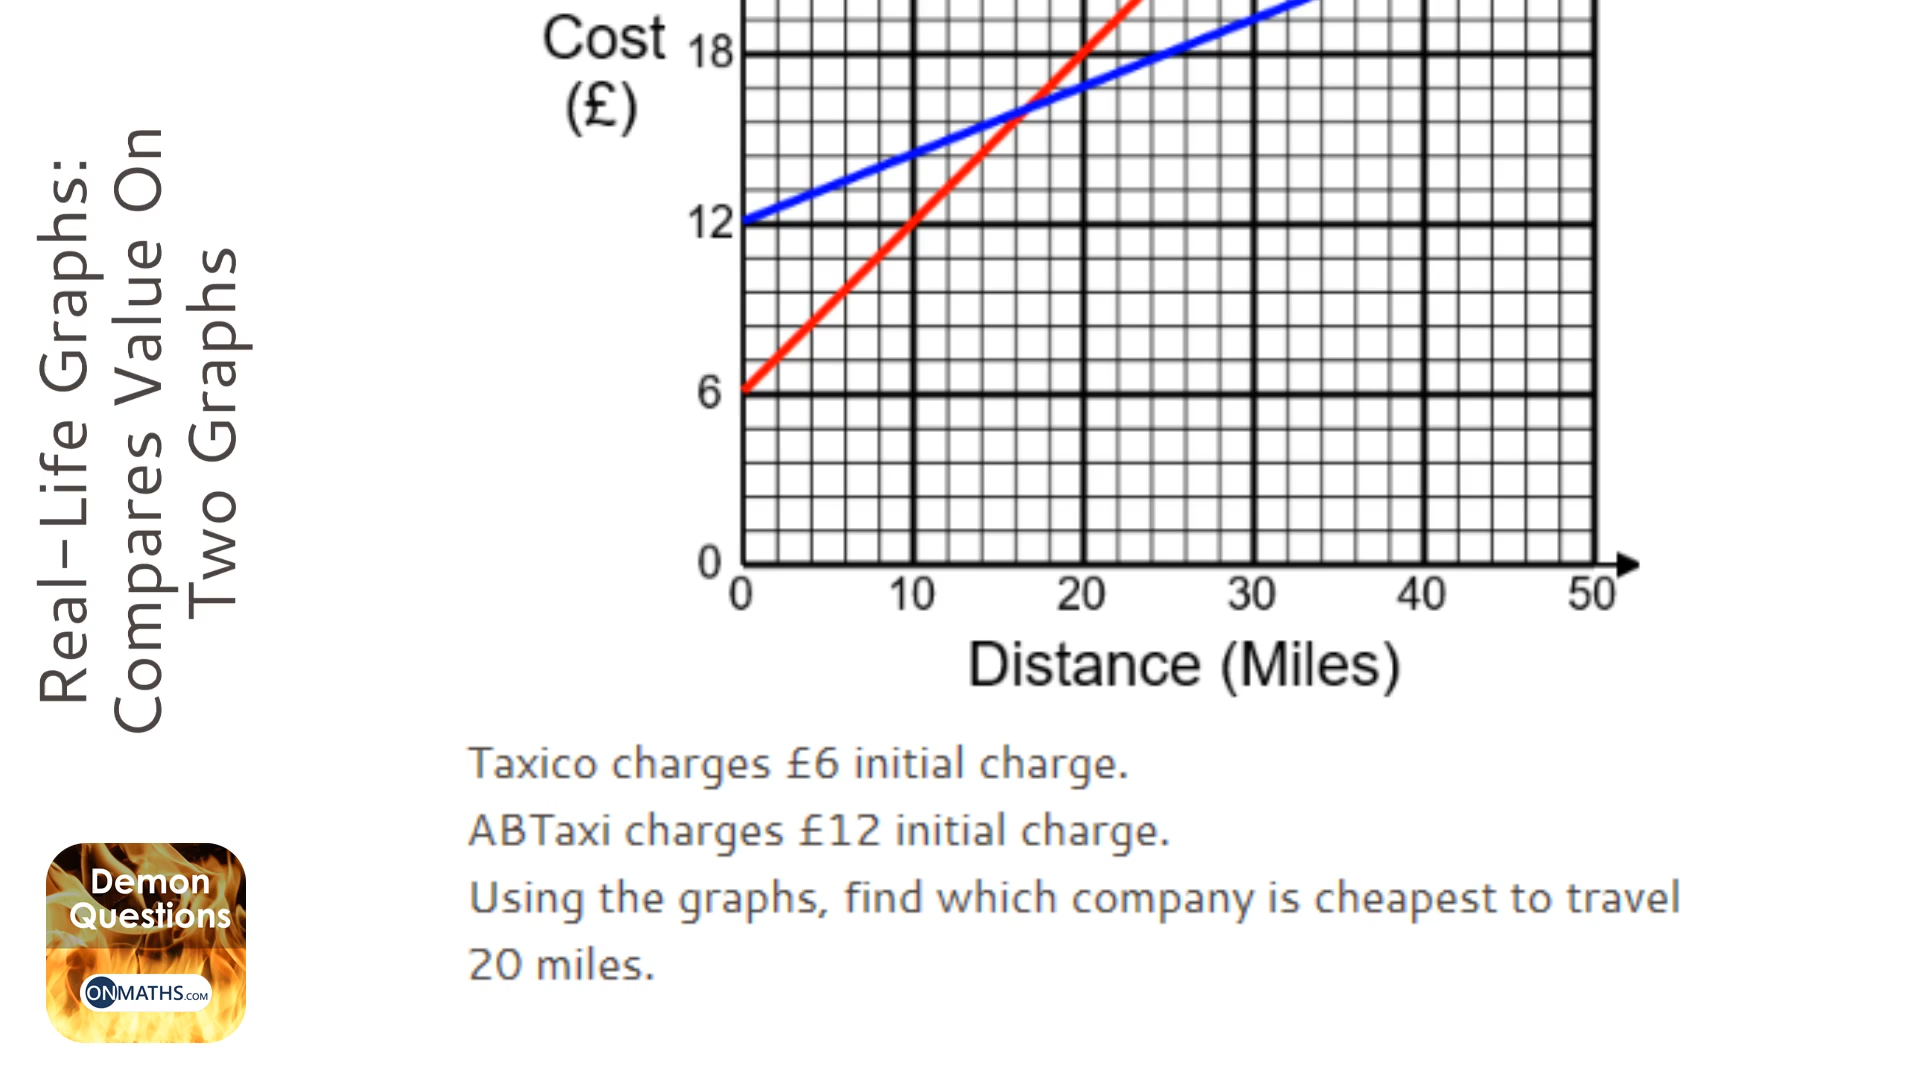 Real-Life Graphs:
Compares Value On
Two Graphs
Cost
(£)
18
12
6
0
0 10 20 30 40 50
Distance (Miles)
Taxico charges £6 initial charge.
ABTaxi charges £12 initial charge.
Using the graphs, find which company is cheapest to travel
20 miles.
Demon
Questions
ONMATHS.COM